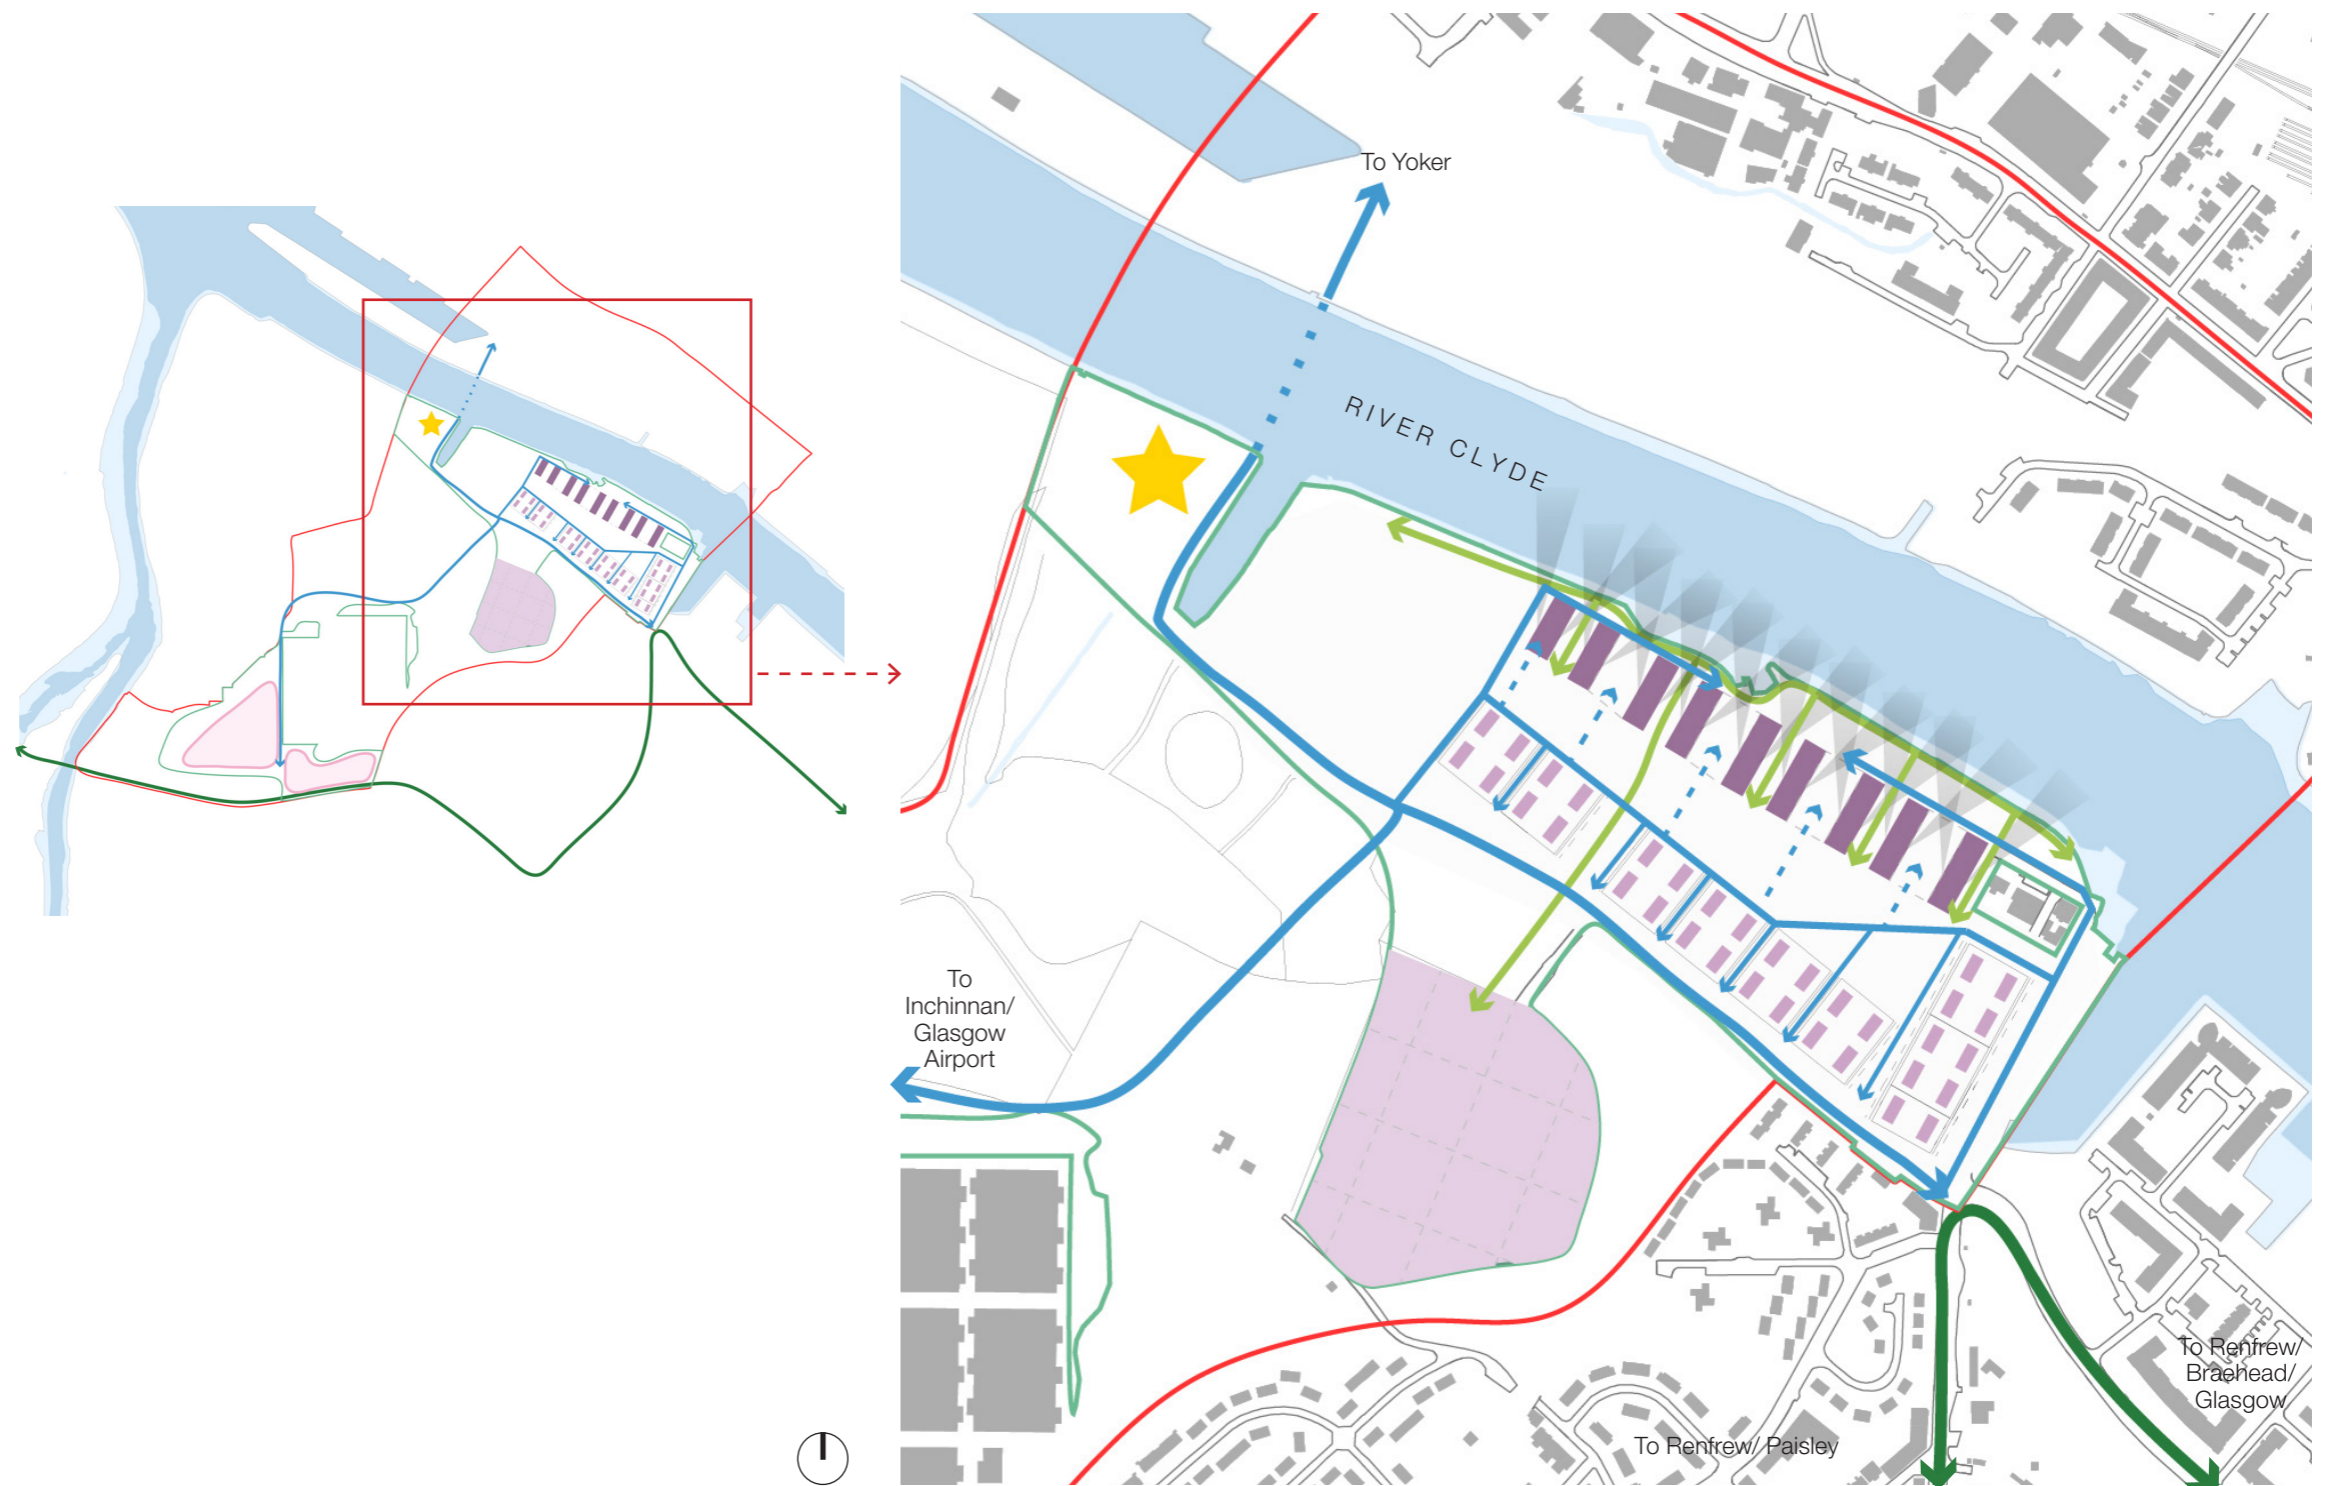 To Yoker
RIVER CLYDE
To
Inchinnan/
Glasgow
Airport
To Renfrew/
Braehead/
Glasgow
To Renfrew/ Paisley